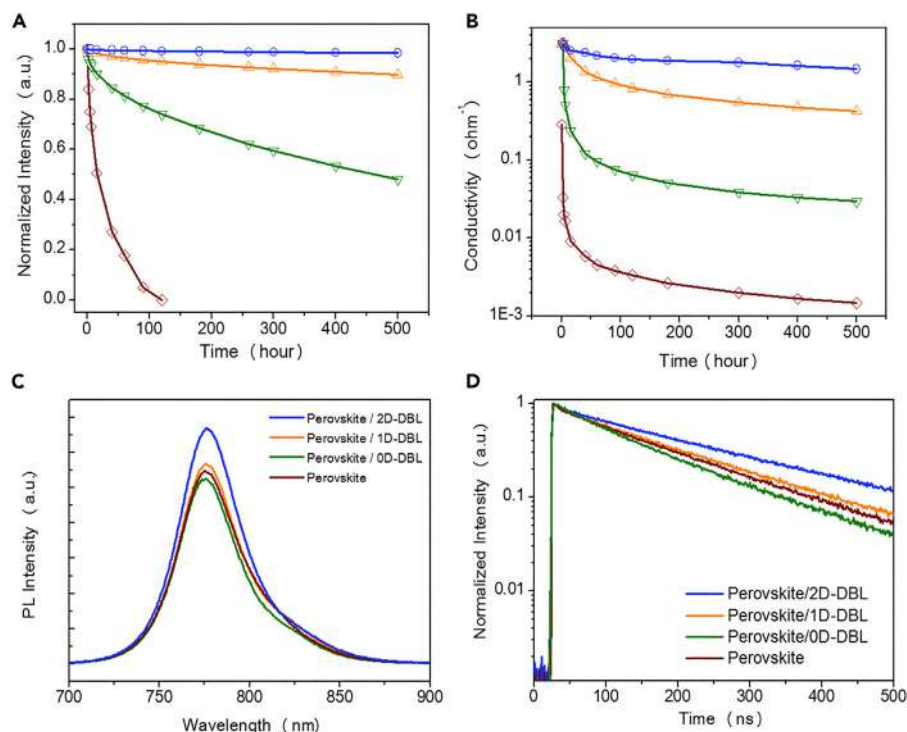 A
Normalized Intensity (a.u.)
1.0
0.8
0.6
0.4
0.2
0.0
0 100 200 300 400 500
Time (hour)
B
Conductivity (ohm⁻¹)
1
0.1
0.01
1E-3
0 100 200 300 400 500
Time (hour)
C
PL Intensity (a.u.)
Perovskite / 2D-DBL
Perovskite / 1D-DBL
Perovskite / 0D-DBL
Perovskite
700 750 800 850 900
Wavelength (nm)
D
Normalized Intensity (a.u.)
1
0.1
0.01
Perovskite/2D-DBL
Perovskite/1D-DBL
Perovskite/0D-DBL
Perovskite
0 100 200 300 400 500
Time (ns)